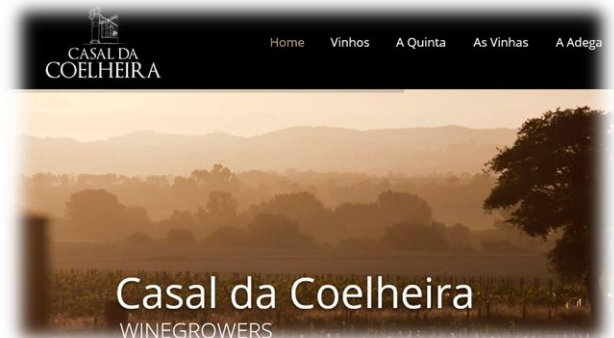 CASAL DA
COELHEIRA
Home Vinhos A Quinta As Vinhas A Adega
Casal da Coelheira
WINEGROWERS